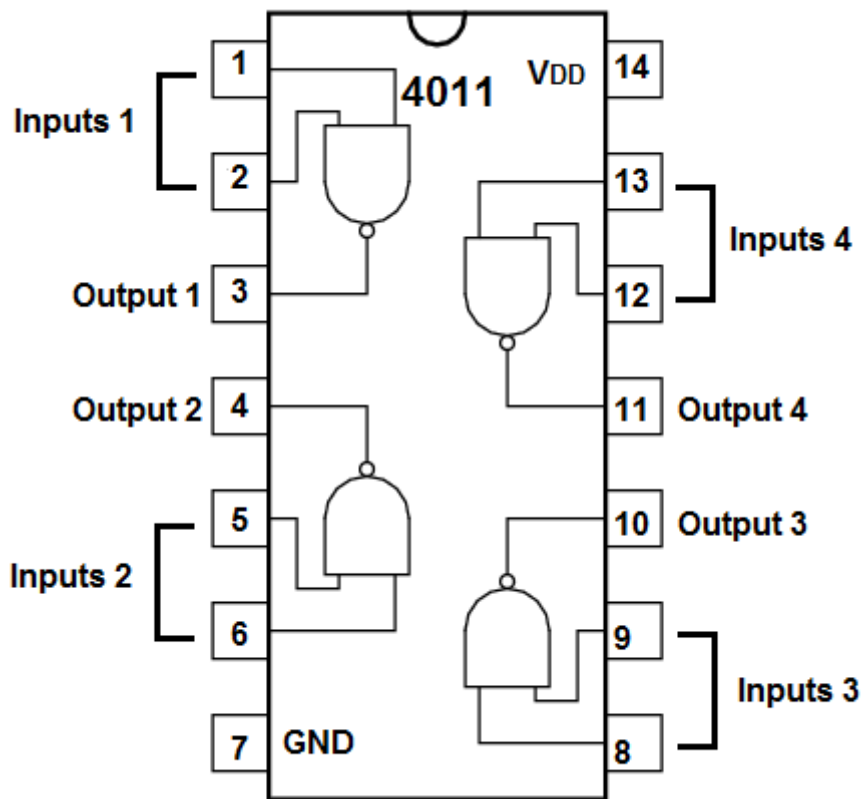 1
Inputs 1
2
Output 1
3
Output 2
4
5
Inputs 2
6
7
GND
4011
VDD
14
13
Inputs 4
12
11
Output 4
10
Output 3
9
Inputs 3
8